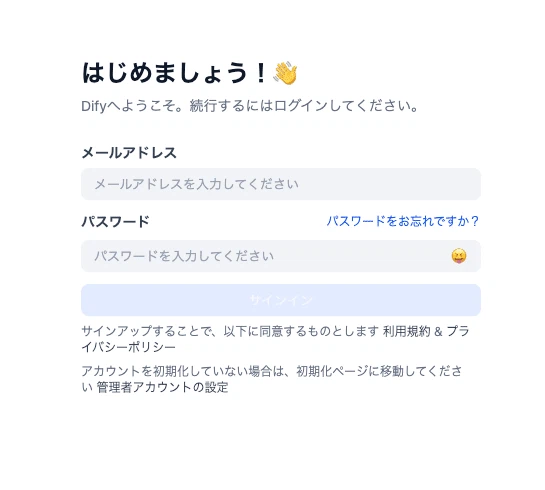 はじめましょう！👋
Difyへようこそ。続行するにはログインしてください。
メールアドレス
メールアドレスを入力してください
パスワード パスワードをお忘れですか？
パスワードを入力してください 😝
サインイン
サインアップすることで、以下に同意するものとします 利用規約 & プラ
イバシーポリシー
アカウントを初期化していない場合は、初期化ページに移動してくださ
い 管理者アカウントの設定